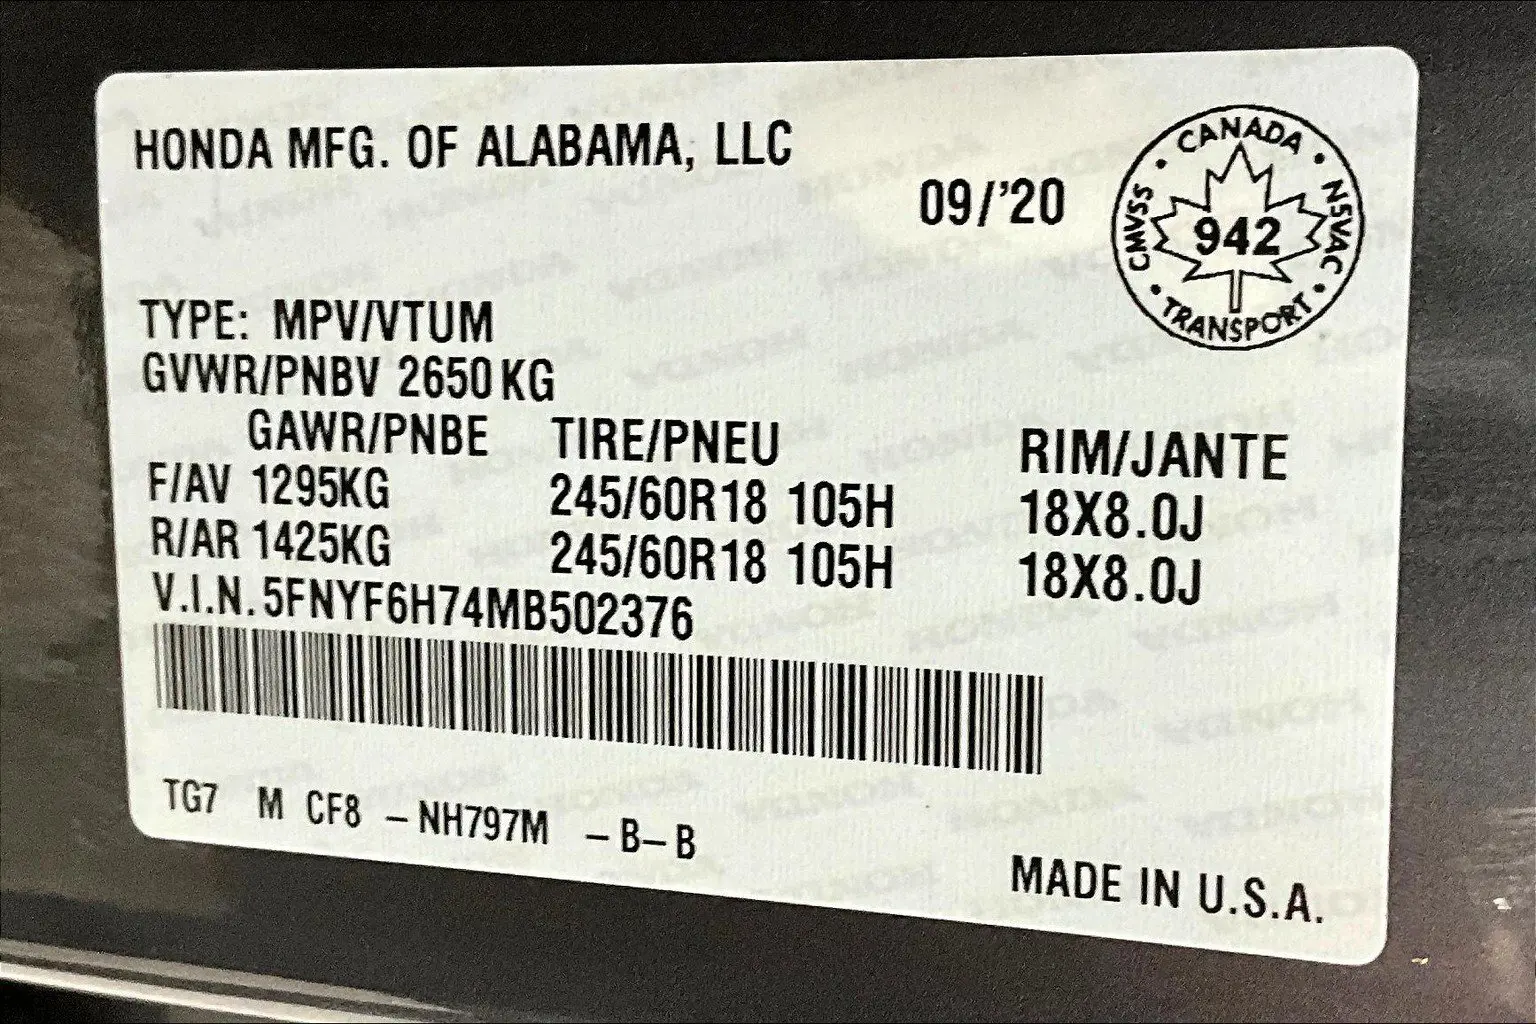 HONDA MFG. OF ALABAMA, LLC
09/'20
CANADA
CMVSS
942
NSVAC
TRANSPORT
TYPE: MPV/VTUM
GVWR/PNBV 2650 KG
GAWR/PNBE TIRE/PNEU RIM/JANTE
F/AV 1295KG 245/60R18 105H 18X8.0J
R/AR 1425KG 245/60R18 105H 18X8.0J
V.I.N. 5FNYF6H74MB502376
TG7 M CF8 – NH797M – B – B
MADE IN U.S.A.